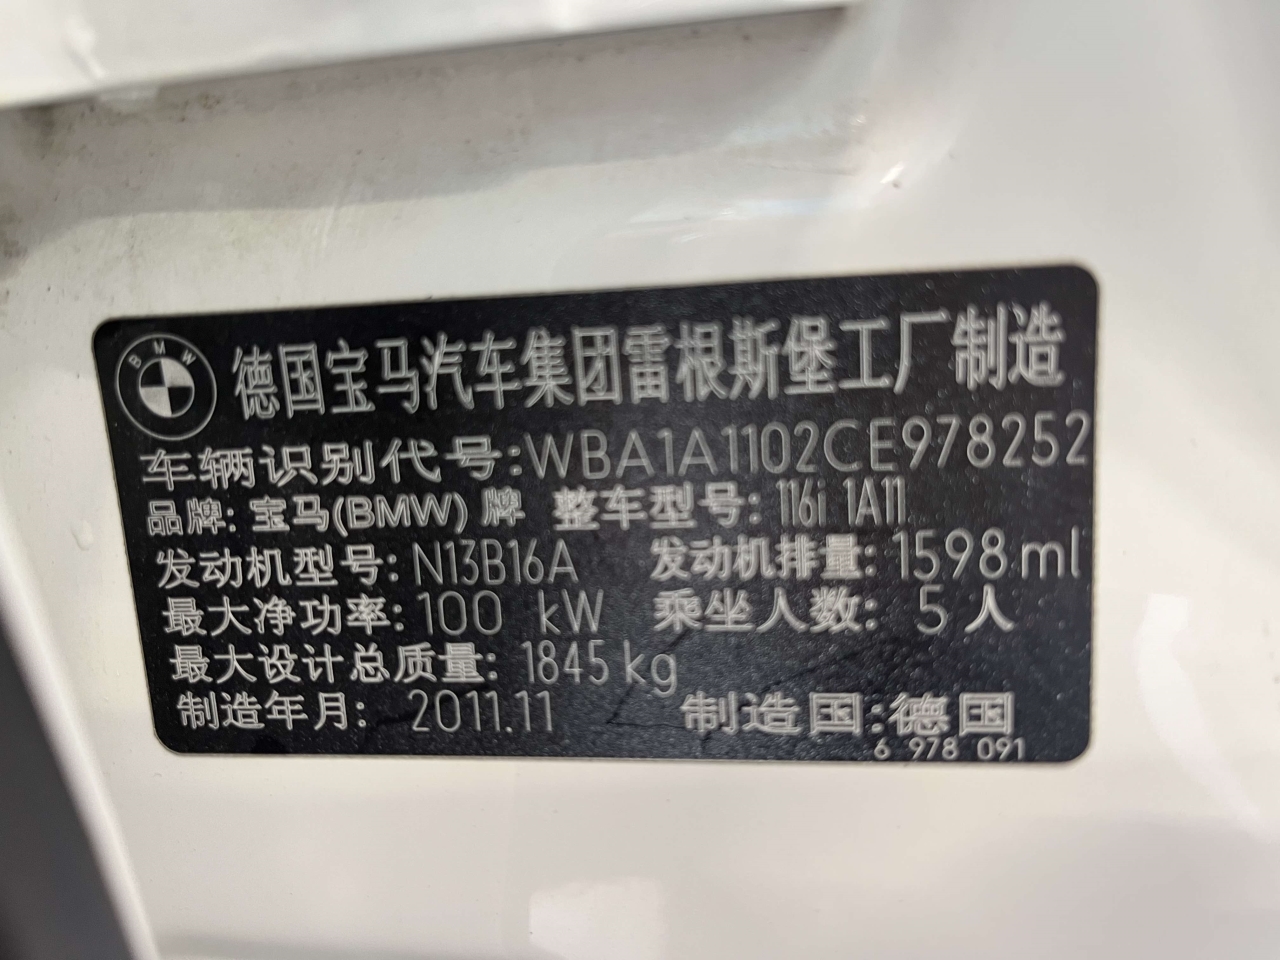 BMW
德国宝马汽车集团雷根斯堡工厂制造
车辆识别代号:WBA1A1102CE978252
品牌: 宝马(BMW) 牌 整车型号: 116i 1A11
发动机型号: N13B16A 发动机排量: 1598 ml
最大净功率: 100 kW 乘坐人数: 5 人
最大设计总质量: 1845 kg
制造年月: 2011.11 制造国:德国
6 978 091